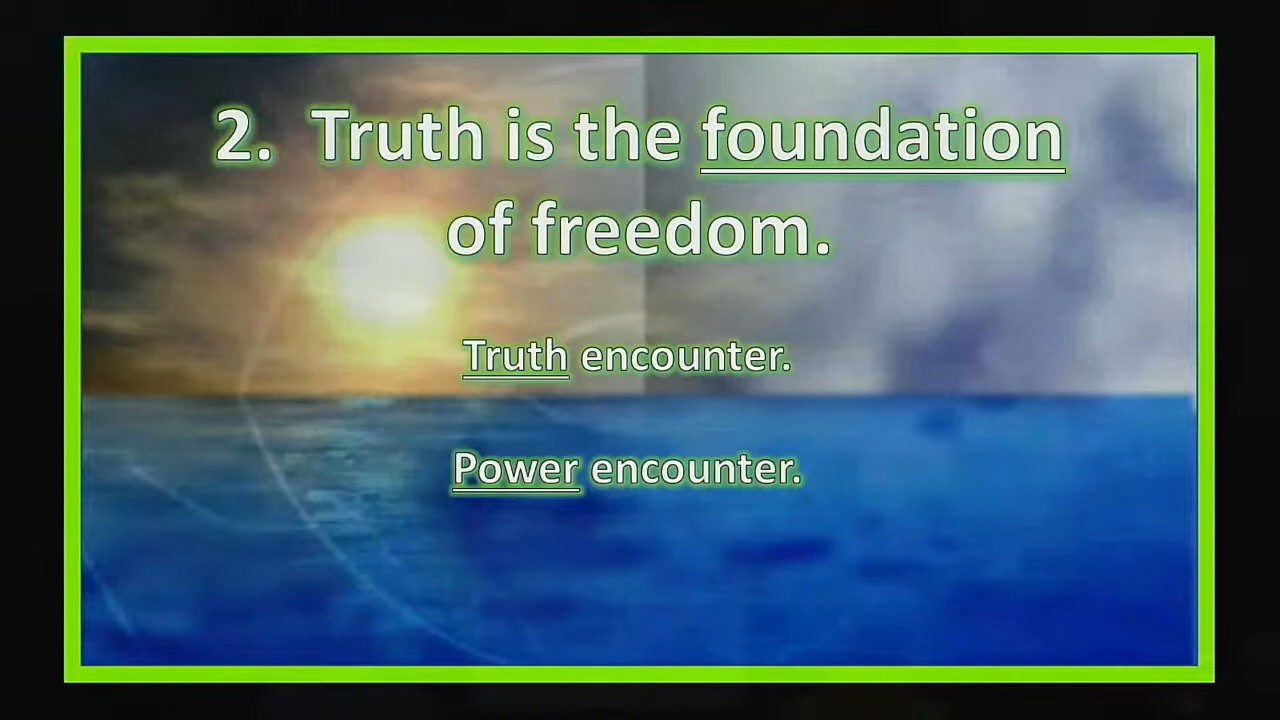 2. Truth is the foundation
of freedom.
Truth encounter.
Power encounter.